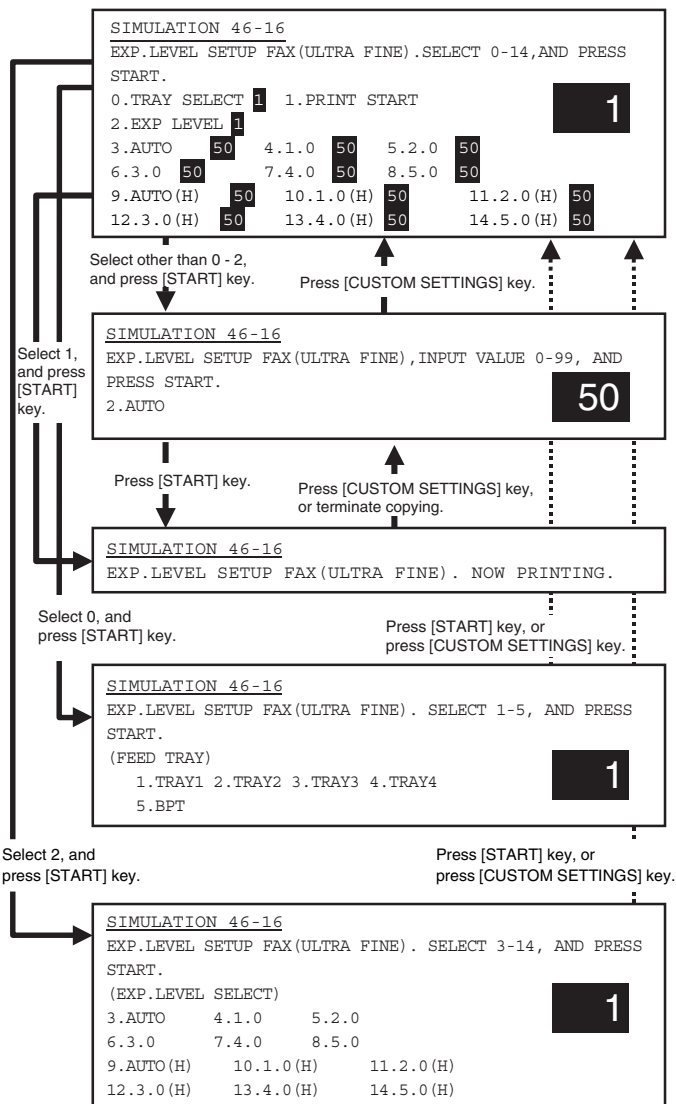 SIMULATION 46-16
EXP.LEVEL SETUP FAX(ULTRA FINE).SELECT 0-14,AND PRESS
START.
0.TRAY SELECT 1 1.PRINT START
1
2.EXP LEVEL 1
3.AUTO 50 4.1.0 50 5.2.0 50
6.3.0 50 7.4.0 50 8.5.0 50
9.AUTO(H) 50 10.1.0(H) 50 11.2.0(H) 50
12.3.0(H) 50 13.4.0(H) 50 14.5.0(H) 50
Select other than 0 - 2,
and press [START] key.
Press [CUSTOM SETTINGS] key.
Select 1,
and press
[START]
key.
SIMULATION 46-16
EXP.LEVEL SETUP FAX(ULTRA FINE),INPUT VALUE 0-99, AND
PRESS START.
2.AUTO
50
Press [START] key.
Press [CUSTOM SETTINGS] key,
or terminate copying.
SIMULATION 46-16
EXP.LEVEL SETUP FAX(ULTRA FINE). NOW PRINTING.
Select 0, and
press [START] key.
Press [START] key, or
press [CUSTOM SETTINGS] key.
SIMULATION 46-16
EXP.LEVEL SETUP FAX(ULTRA FINE). SELECT 1-5, AND PRESS
START.
(FEED TRAY)
1.TRAY1 2.TRAY2 3.TRAY3 4.TRAY4
5.BPT
1
Select 2, and
press [START] key.
Press [START] key, or
press [CUSTOM SETTINGS] key.
SIMULATION 46-16
EXP.LEVEL SETUP FAX(ULTRA FINE). SELECT 3-14, AND PRESS
START.
(EXP.LEVEL SELECT)
1
3.AUTO 4.1.0 5.2.0
6.3.0 7.4.0 8.5.0
9.AUTO(H) 10.1.0(H) 11.2.0(H)
12.3.0(H) 13.4.0(H) 14.5.0(H)